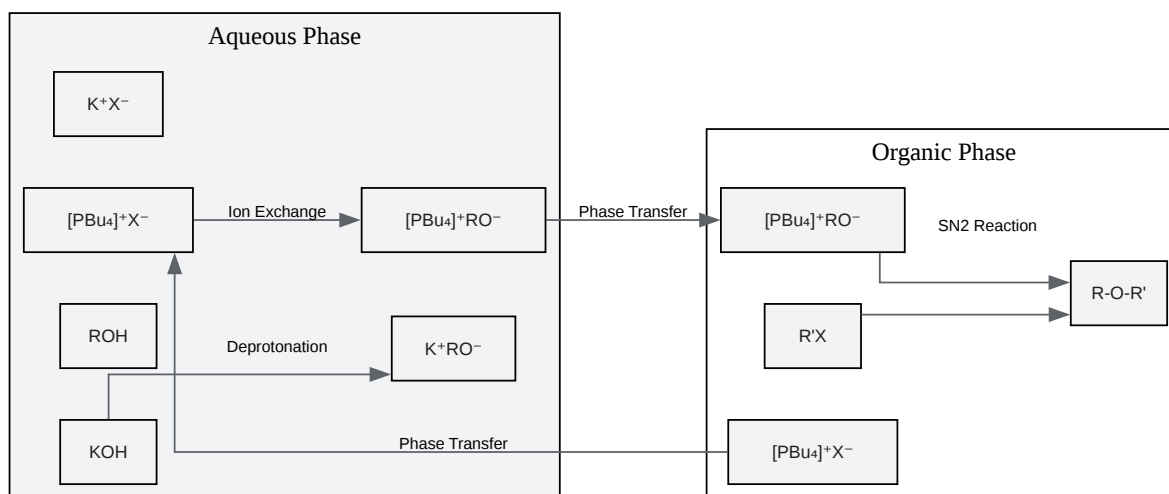 Aqueous Phase
K⁺X⁻
[PBu₄]⁺X⁻
Ion Exchange
[PBu₄]⁺RO⁻
ROH
Deprotonation
K⁺RO⁻
KOH
Phase Transfer
Phase Transfer
Organic Phase
[PBu₄]⁺RO⁻
SN2 Reaction
R-O-R'
R'X
[PBu₄]⁺X⁻